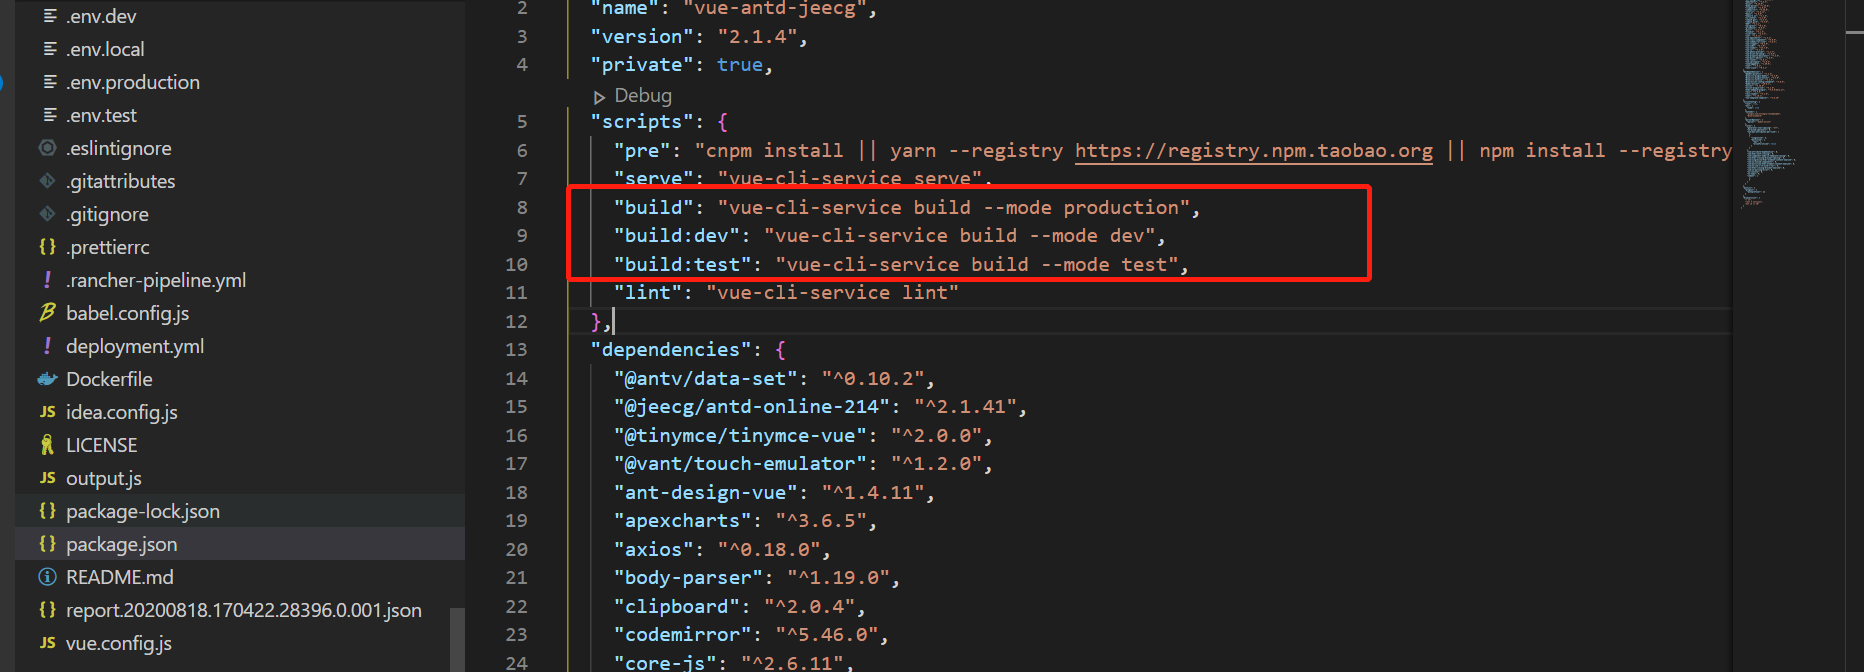 .env.dev
.env.local
.env.production
.env.test
.eslintignore
.gitattributes
.gitignore
{} .prettierrc
! .rancher-pipeline.yml
babel.config.js
! deployment.yml
Dockerfile
JS idea.config.js
LICENSE
JS output.js
{} package-lock.json
{} package.json
README.md
{} report.20200818.170422.28396.0.001.json
JS vue.config.js
2 "name": "vue-antd-jeecg",
3 "version": "2.1.4",
4 "private": true,
Debug
5 "scripts": {
6 "pre": "cnpm install || yarn --registry https://registry.npm.taobao.org || npm install --registry
7 "serve": "vue-cli-service serve",
8 "build": "vue-cli-service build --mode production",
9 "build:dev": "vue-cli-service build --mode dev",
10 "build:test": "vue-cli-service build --mode test",
11 "lint": "vue-cli-service lint"
12 },
13 "dependencies": {
14 "@antv/data-set": "^0.10.2",
15 "@jeecg/antd-online-214": "^2.1.41",
16 "@tinymce/tinymce-vue": "^2.0.0",
17 "@vant/touch-emulator": "^1.2.0",
18 "ant-design-vue": "^1.4.11",
19 "apexcharts": "^3.6.5",
20 "axios": "^0.18.0",
21 "body-parser": "^1.19.0",
22 "clipboard": "^2.0.4",
23 "codemirror": "^5.46.0",
24 "core-js": "^2.6.11",